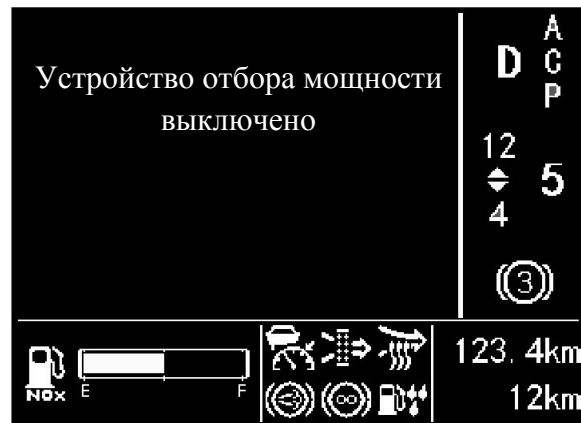 Устройство отбора мощности
выключено
D
A
C
P
12
5
4
3
NOx
E
F
123. 4km
12km